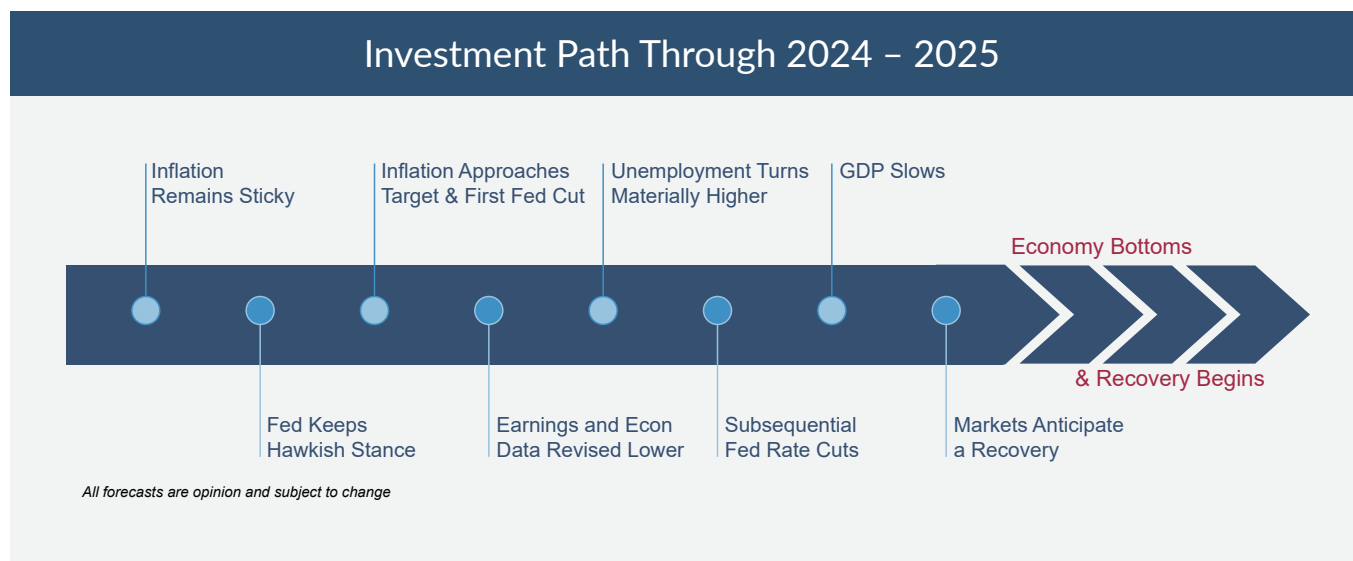 Investment Path Through 2024 – 2025
Inflation
Remains Sticky
Inflation Approaches
Target & First Fed Cut
Unemployment Turns
Materially Higher
GDP Slows
Economy Bottoms
& Recovery Begins
Fed Keeps
Hawkish Stance
Earnings and Econ
Data Revised Lower
Subsequential
Fed Rate Cuts
Markets Anticipate
a Recovery
All forecasts are opinion and subject to change